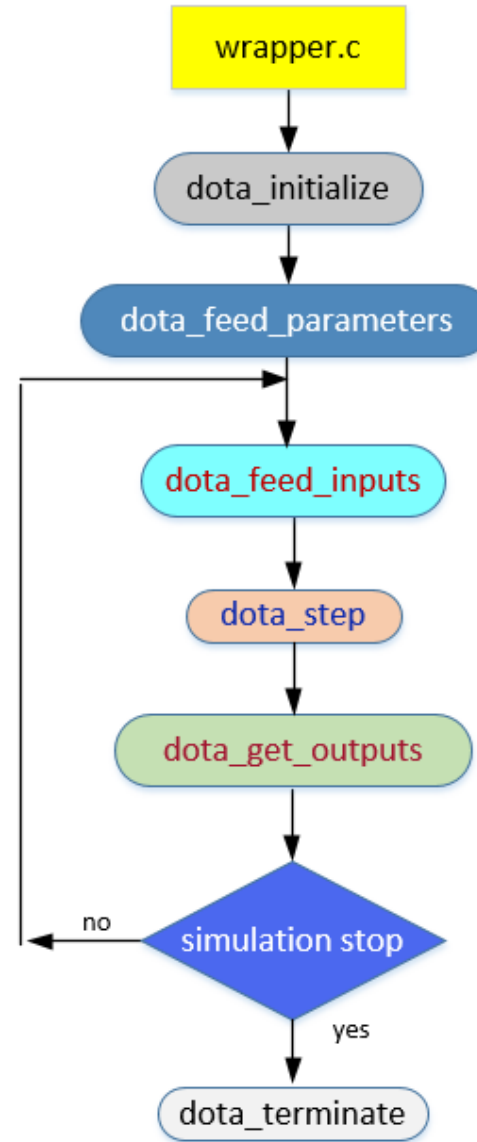 wrapper.c
dota_initialize
dota_feed_parameters
dota_feed_inputs
dota_step
dota_get_outputs
simulation stop
no
yes
dota_terminate